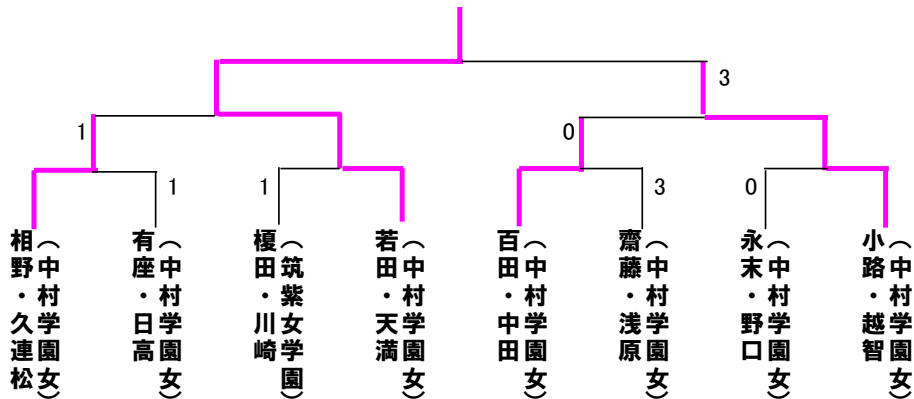 3
1
0
1
1
3
0
相野・久連松
(中村学園女)
有座・日高
(中村学園女)
榎田・川崎
(筑紫女学園)
若田・天満
(中村学園女)
百田・中田
(中村学園女)
齋藤・浅原
(中村学園女)
永末・野口
(中村学園女)
小路・越智
(中村学園女)